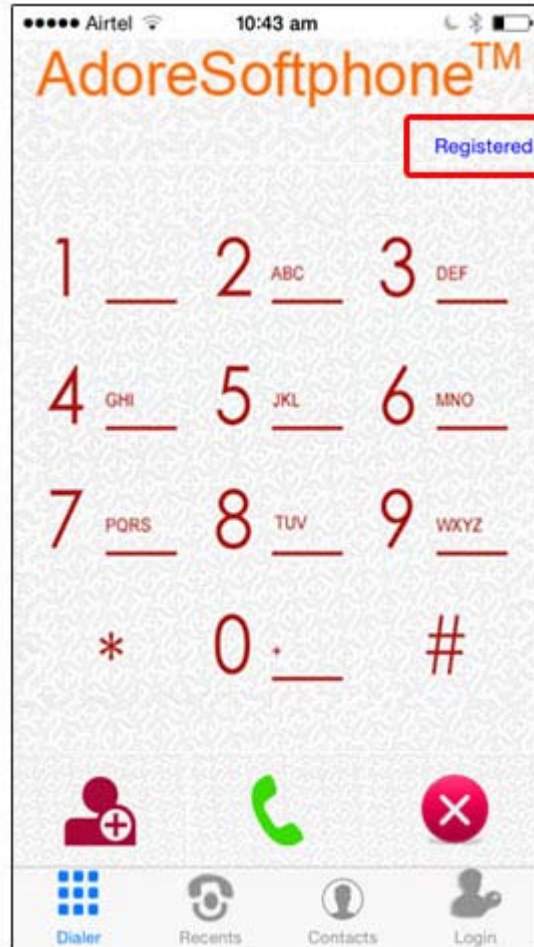 Airtel 10:43 am
AdoreSoftphone™
Registered
1 2 ABC 3 DEF
4 GHI 5 JKL 6 MNO
7 PQRS 8 TUV 9 WXYZ
* 0 + #
Dialer Recents Contacts Login